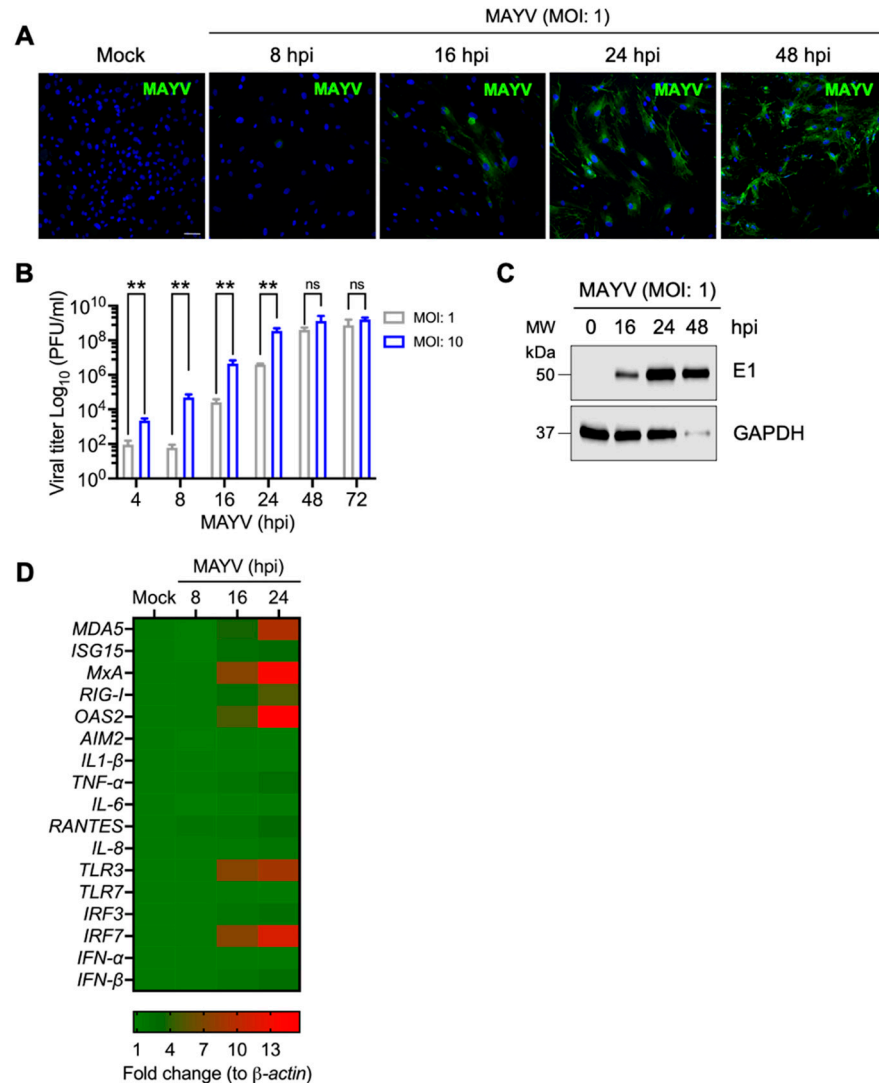 A
MAYV (MOI: 1)
Mock 8 hpi 16 hpi 24 hpi 48 hpi
MAYV MAYV MAYV MAYV MAYV
B
** ** ** ** ns ns
Viral titer Log10 (PFU/ml)
10^10
10^8
10^6
10^4
10^2
10^0
4 8 16 24 48 72
MAYV (hpi)
MOI: 1
MOI: 10
C
MAYV (MOI: 1)
MW 0 16 24 48 hpi
kDa
50 E1
37 GAPDH
D
MAYV (hpi)
Mock 8 16 24
MDA5
ISG15
MxA
RIG-I
OAS2
AIM2
IL1-β
TNF-α
IL-6
RANTES
IL-8
TLR3
TLR7
IRF3
IRF7
IFN-α
IFN-β
1 4 7 10 13
Fold change (to β-actin)